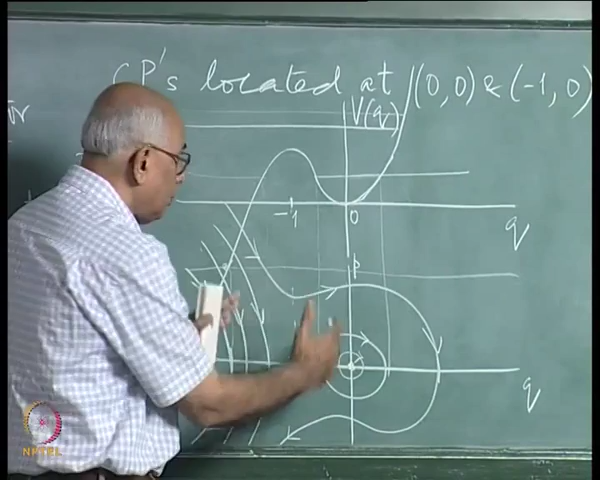 CP's located at (0, 0) & (-1, 0)
V(q)
-1 0
q
p
q
NPTEL